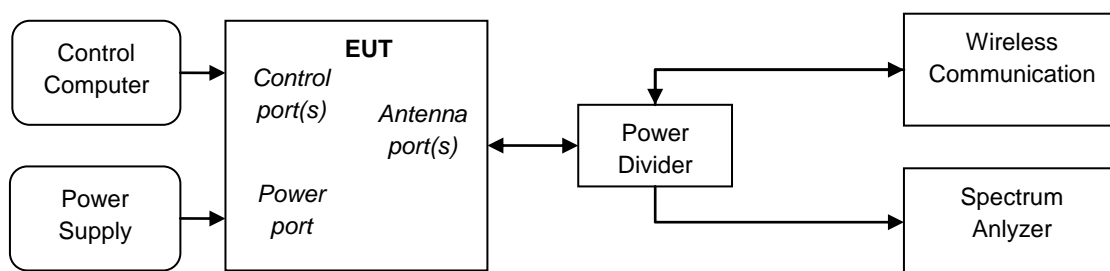 Control
Computer
EUT
Control
port(s)
Antenna
port(s)
Power
port
Power
Supply
Power
Divider
Wireless
Communication
Spectrum
Anlyzer